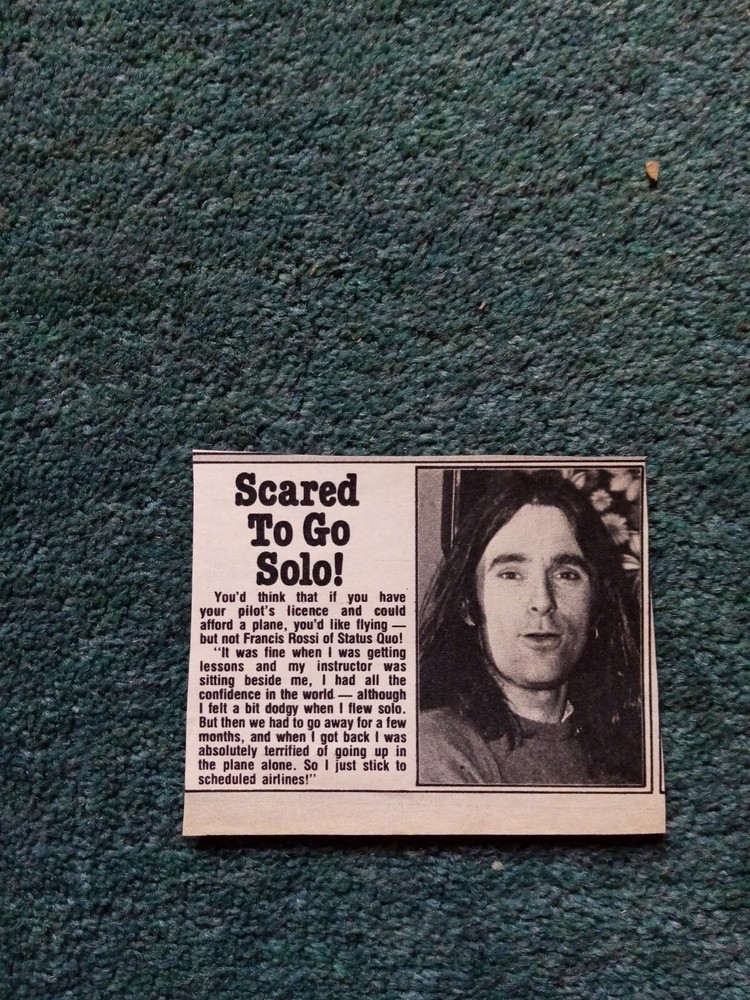 Scared
To Go
Solo!
You'd think that if you have
your pilot's licence and could
afford a plane, you'd like flying —
but not Francis Rossi of Status Quo!
"It was fine when I was getting
lessons and my instructor was
sitting beside me, I had all the
confidence in the world — although
I felt a bit dodgy when I flew solo.
But then we had to go away for a few
months, and when I got back I was
absolutely terrified of going up in
the plane alone. So I just stick to
scheduled airlines!"